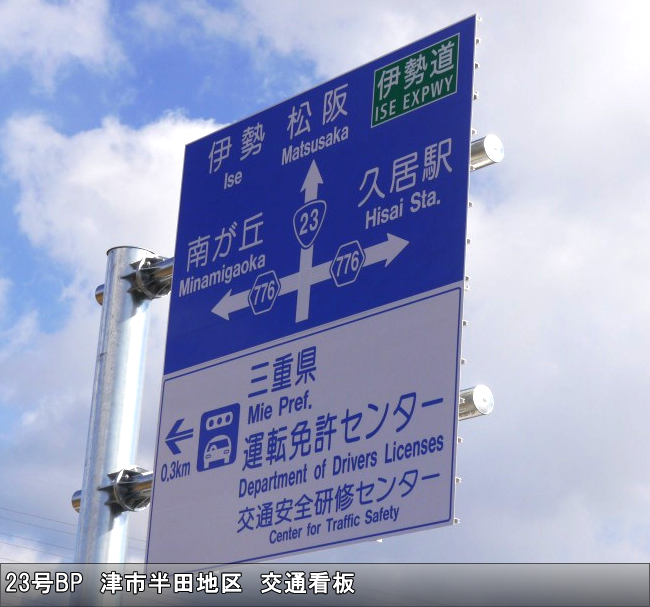 伊勢道
ISE EXPWY
伊勢 松阪
Ise Matsusaka
久居駅
Hisai Sta.
23
南が丘
Minamigaoka
776
776
三重県
Mie Pref.
運転免許センター
Department of Drivers Licenses
0.3km
交通安全研修センター
Center for Traffic Safety
23号BP 津市半田地区 交通看板